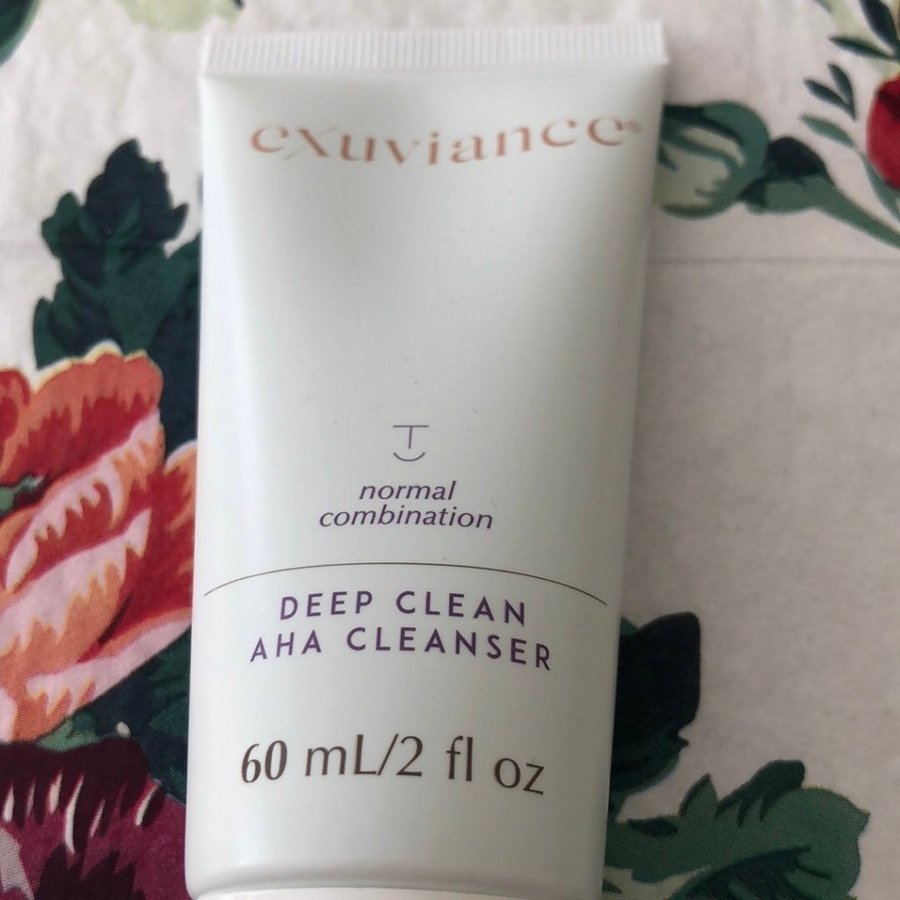 exuviance®
normal
combination
DEEP CLEAN
AHA CLEANSER
60 mL/2 fl oz